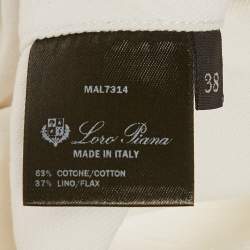 MAL7314
Loro Piana
MADE IN ITALY
63% COTONE/COTTON
37% LINO/FLAX
38